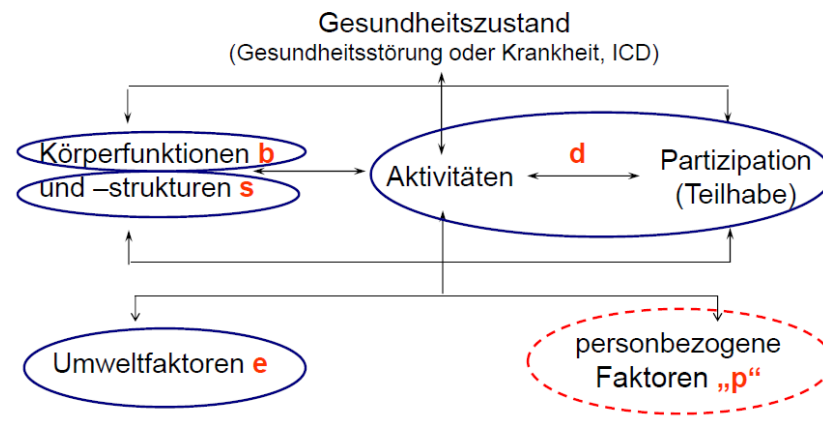 Gesundheitszustand
(Gesundheitsstörung oder Krankheit, ICD)
Körperfunktionen b
und –strukturen s
Aktivitäten
d
Partizipation
(Teilhabe)
Umweltfaktoren e
personbezogene
Faktoren „p“